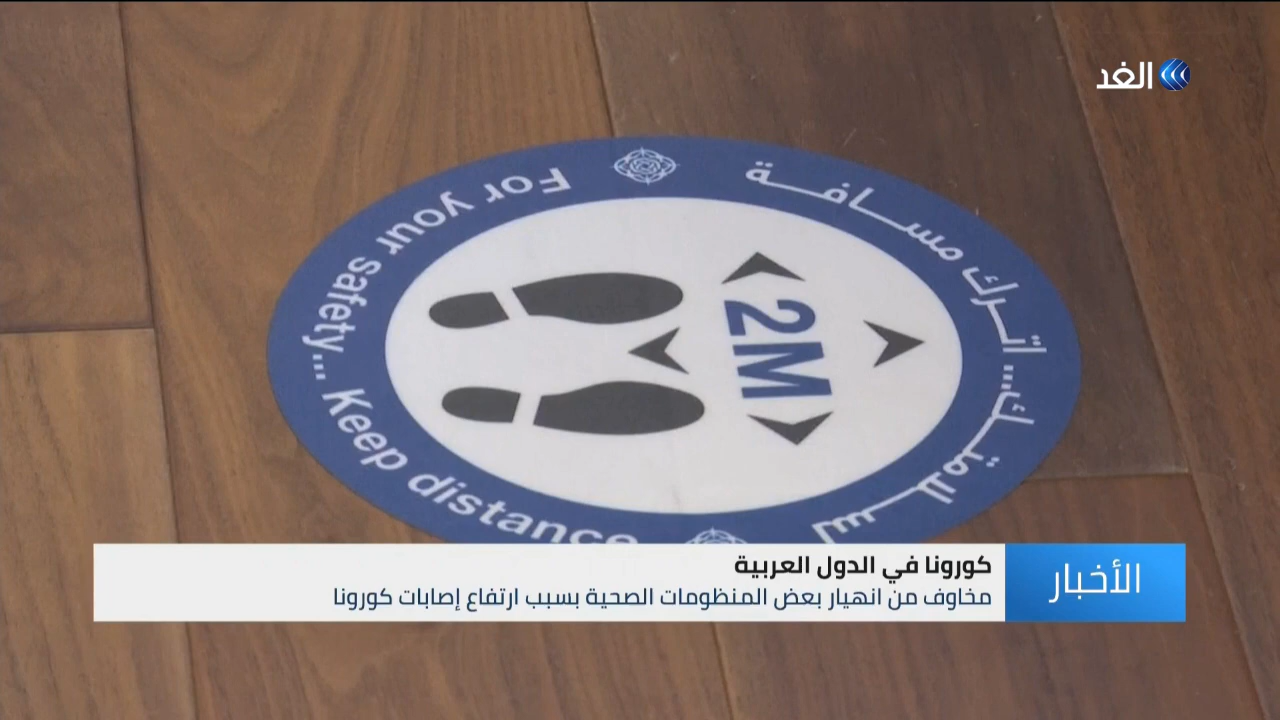 الغد
For your safety... Keep distance
لسلامتك... اترك مسافة
2M
الأخبار
كورونا في الدول العربية
مخاوف من انهيار بعض المنظومات الصحية بسبب ارتفاع إصابات كورونا